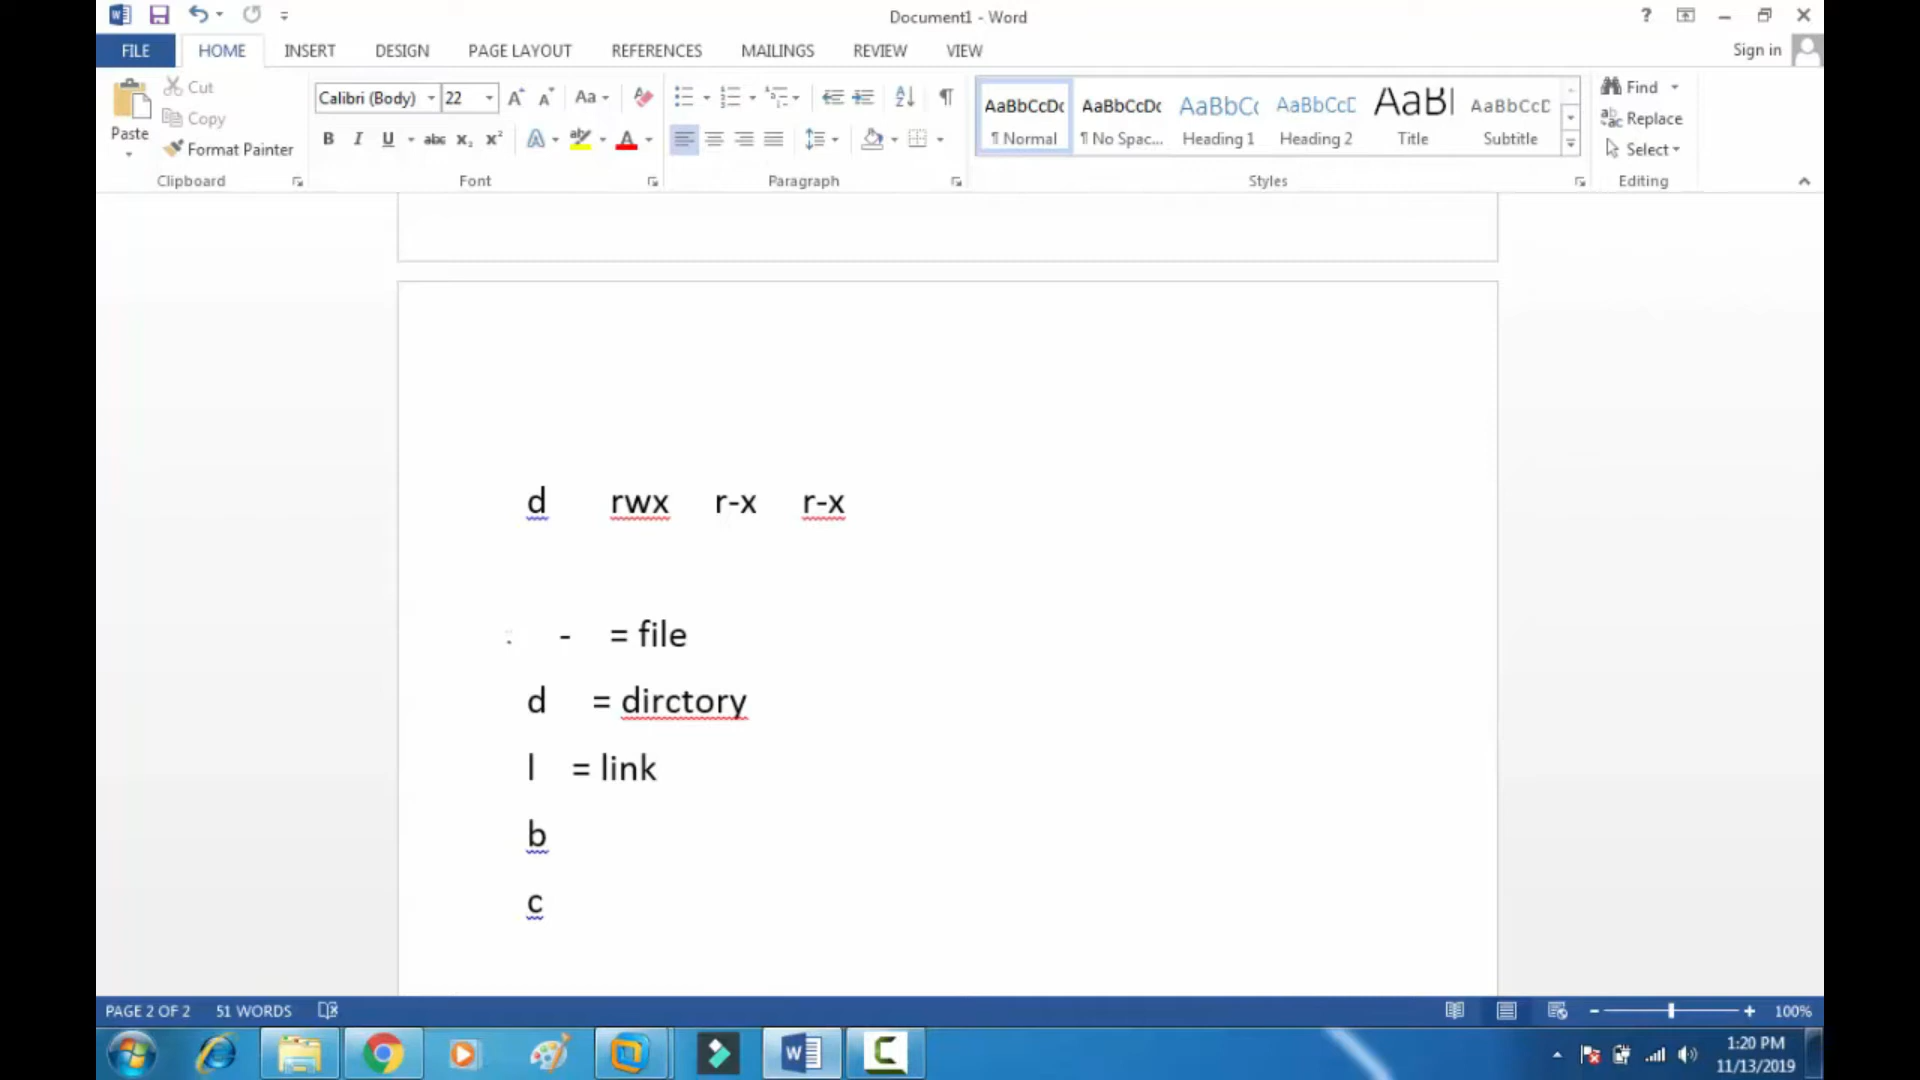 Document1 - Word
FILE HOME INSERT DESIGN PAGE LAYOUT REFERENCES MAILINGS REVIEW VIEW Sign in
Paste
Cut
Copy
Format Painter
Clipboard
Calibri (Body) 22
Font
Paragraph
AaBbCcDc AaBbCcDc AaBbCc AaBbCcD AaBl AaBbCcD
¶ Normal ¶ No Spac... Heading 1 Heading 2 Title Subtitle
Styles
Find
Replace
Select
Editing
d rwx r-x r-x
- = file
d = dirctory
l = link
b
c
PAGE 2 OF 2 51 WORDS 100%
1:20 PM
11/13/2019